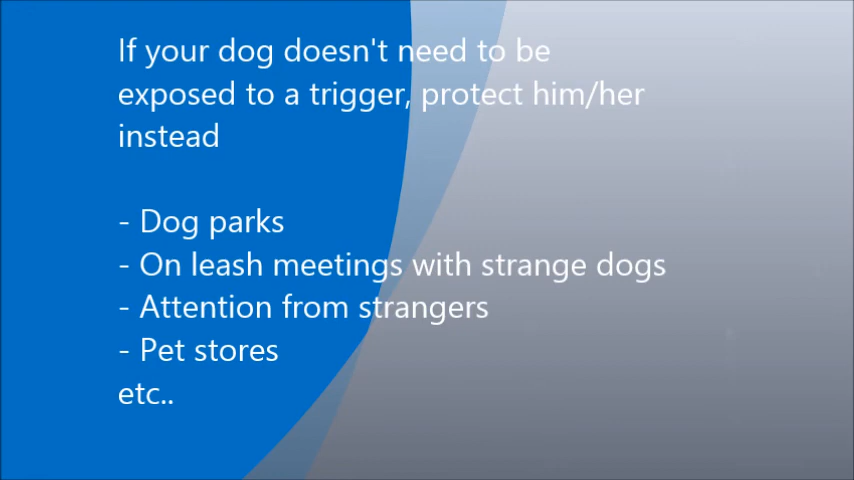 If your dog doesn't need to be
exposed to a trigger, protect him/her
instead
- Dog parks
- On leash meetings with strange dogs
- Attention from strangers
- Pet stores
etc..